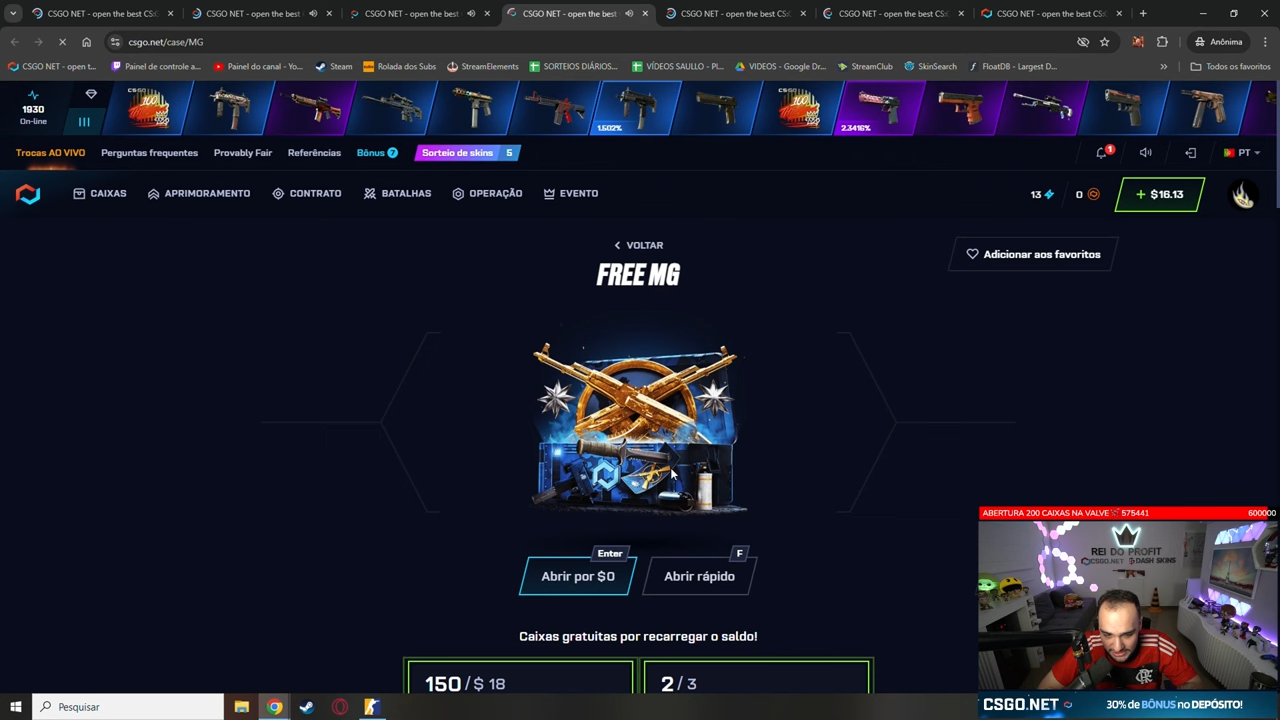 CSGO NET - open the best
CSGO NET - open the best
CSGO NET - open the best
CSGO NET - open the best
CSGO NET - open the best CS
CSGO NET - open the best CS
CSGO NET - open the best CS
csgo.net/case/MG
Anônima
CSGO NET - open t...
Painel de controle a...
Painel do canal - Yo...
Steam
Rolada dos Subs
StreamElements
SORTEIOS DIÁRIOS...
VÍDEOS SAULLO - Pl...
VIDEOS - Google Dr...
StreamClub
SkinSearch
FloatDB - Largest D...
Todos os favoritos
1930
On-line
1.502%
2.3416%
Trocas AO VIVO
Perguntas frequentes
Provably Fair
Referências
Bônus 7
Sorteio de skins 5
1
PT
CAIXAS
APRIMORAMENTO
CONTRATO
BATALHAS
OPERAÇÃO
EVENTO
13
0
+ $16.13
VOLTAR
FREE MG
Adicionar aos favoritos
Enter
F
Abrir por $0
Abrir rápido
Caixas gratuitas por recarregar o saldo!
150 / $ 18
2 / 3
ABERTURA 200 CAIXAS NA VALVE 575441
600000
REI DO PROFIT
CSGO.NET DASH SKINS
CSGO.NET
30% de BÔNUS no DEPÓSITO!
Pesquisar